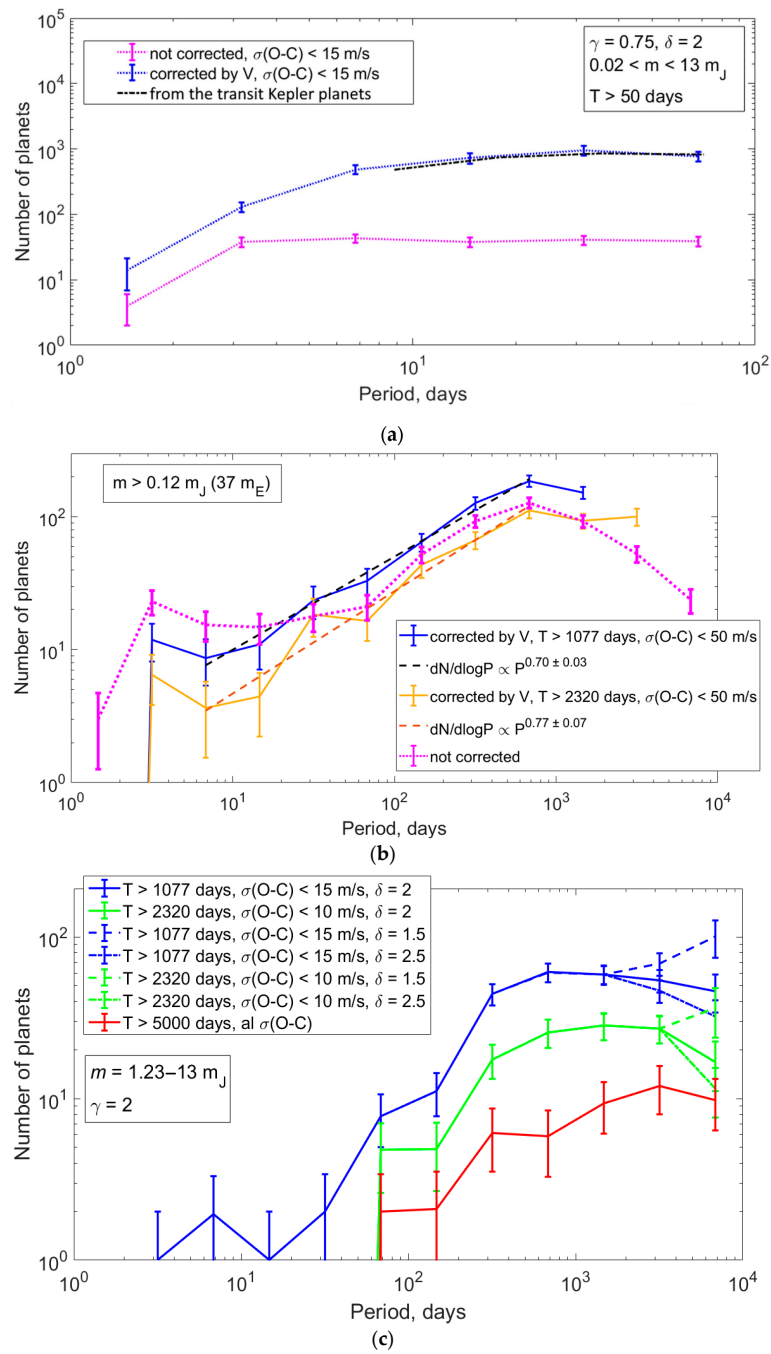 10^5
10^4
10^3
10^2
10^1
10^0
Number of planets
not corrected, σ(O-C) < 15 m/s
corrected by V, σ(O-C) < 15 m/s
from the transit Kepler planets
γ = 0.75, δ = 2
0.02 < m < 13 m_J
T > 50 days
10^0
10^1
10^2
Period, days
(a)
m > 0.12 m_J (37 m_E)
10^2
10^1
10^0
Number of planets
corrected by V, T > 1077 days, σ(O-C) < 50 m/s
dN/dlogP ∝ P^0.70 ± 0.03
corrected by V, T > 2320 days, σ(O-C) < 50 m/s
dN/dlogP ∝ P^0.77 ± 0.07
not corrected
10^0
10^1
10^2
10^3
10^4
Period, days
(b)
T > 1077 days, σ(O-C) < 15 m/s, δ = 2
T > 2320 days, σ(O-C) < 10 m/s, δ = 2
T > 1077 days, σ(O-C) < 15 m/s, δ = 1.5
T > 1077 days, σ(O-C) < 15 m/s, δ = 2.5
T > 2320 days, σ(O-C) < 10 m/s, δ = 1.5
T > 2320 days, σ(O-C) < 10 m/s, δ = 2.5
T > 5000 days, al σ(O-C)
m = 1.23–13 m_J
γ = 2
10^2
10^1
10^0
Number of planets
10^0
10^1
10^2
10^3
10^4
Period, days
(c)